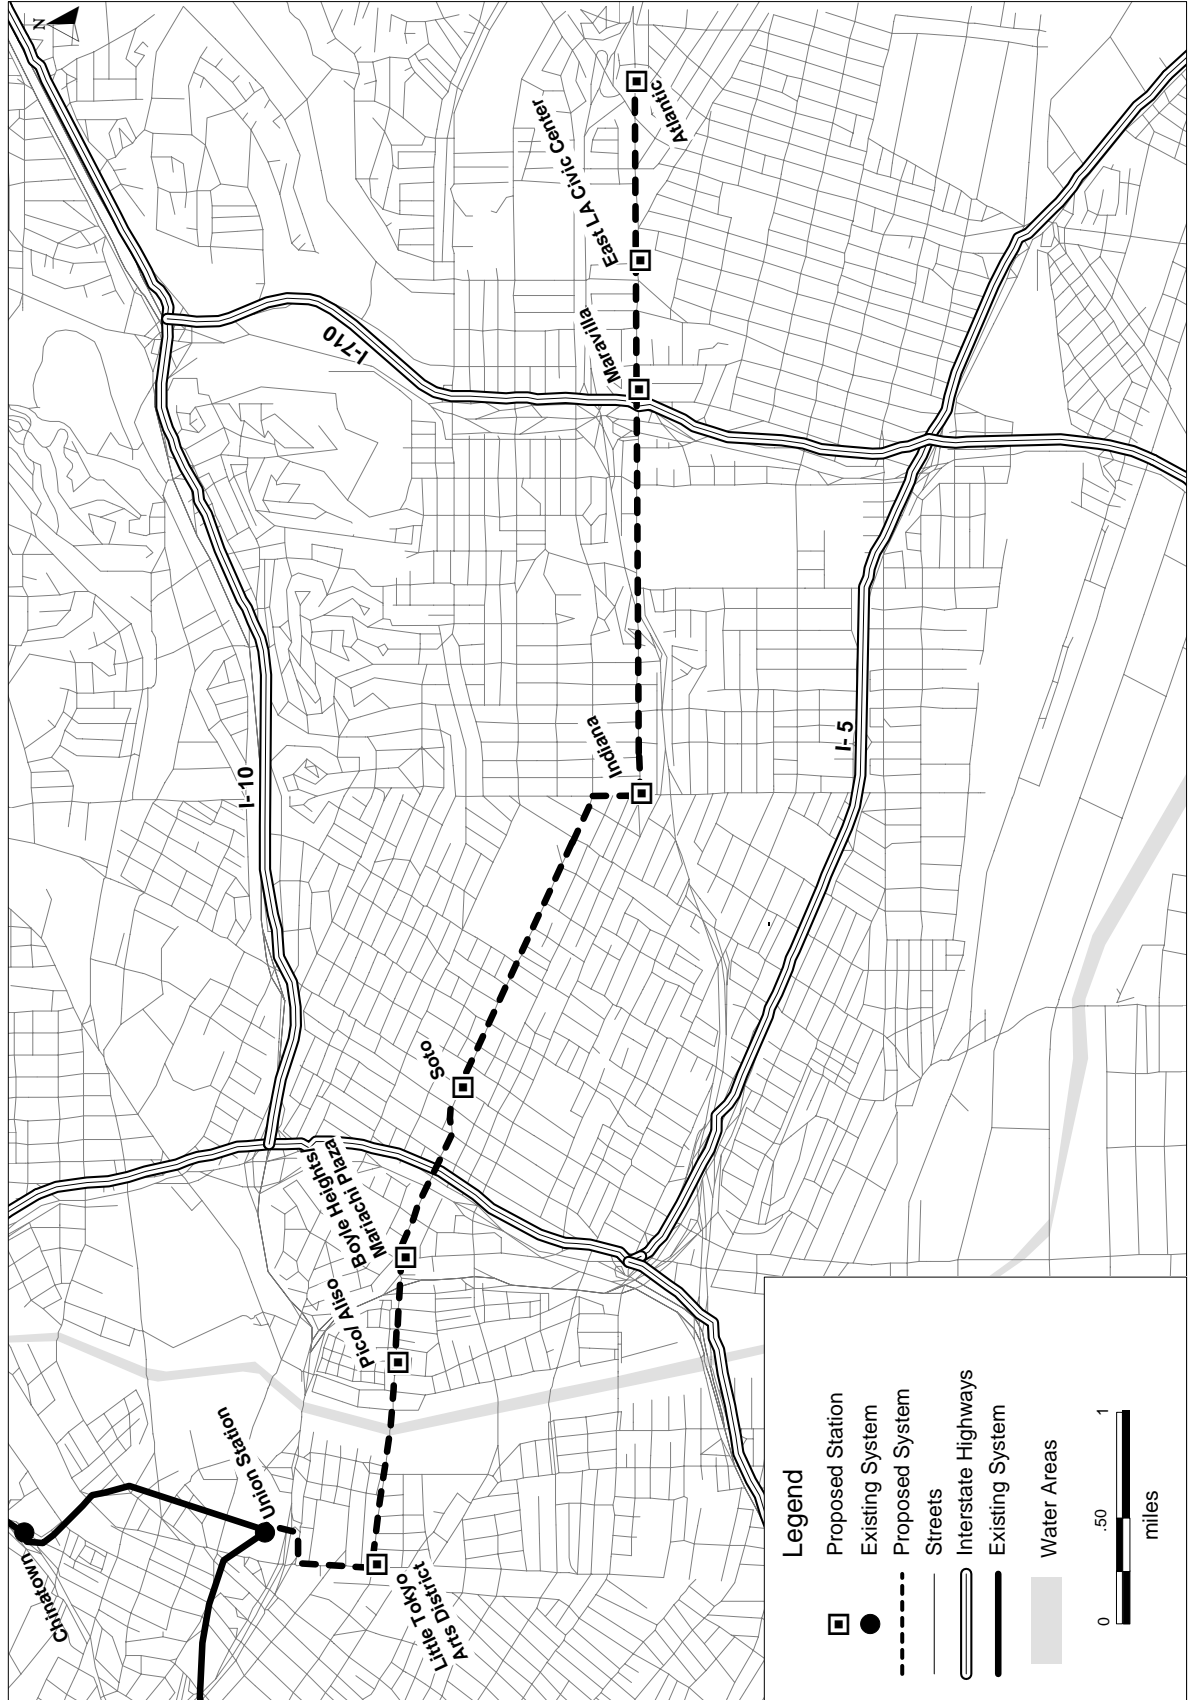 N
Chinatown
Union Station
Little Tokyo
Arts District
Pico/ Aliso
Boyle Heights/
Mariachi Plaza
Soto
Indiana
Maravilla
East LA Civic Center
Atlantic
I-10
I-710
I- 5
Legend
Proposed Station
Existing System
Proposed System
Streets
Interstate Highways
Existing System
Water Areas
0 .50 1
miles